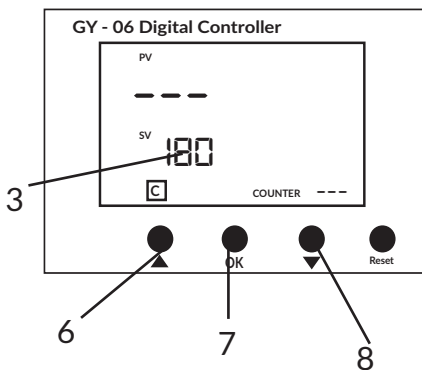 GY - 06 Digital Controller
PV
- - -
SV
180
3
C
COUNTER - - -
▲ OK ▼ Reset
6
7
8